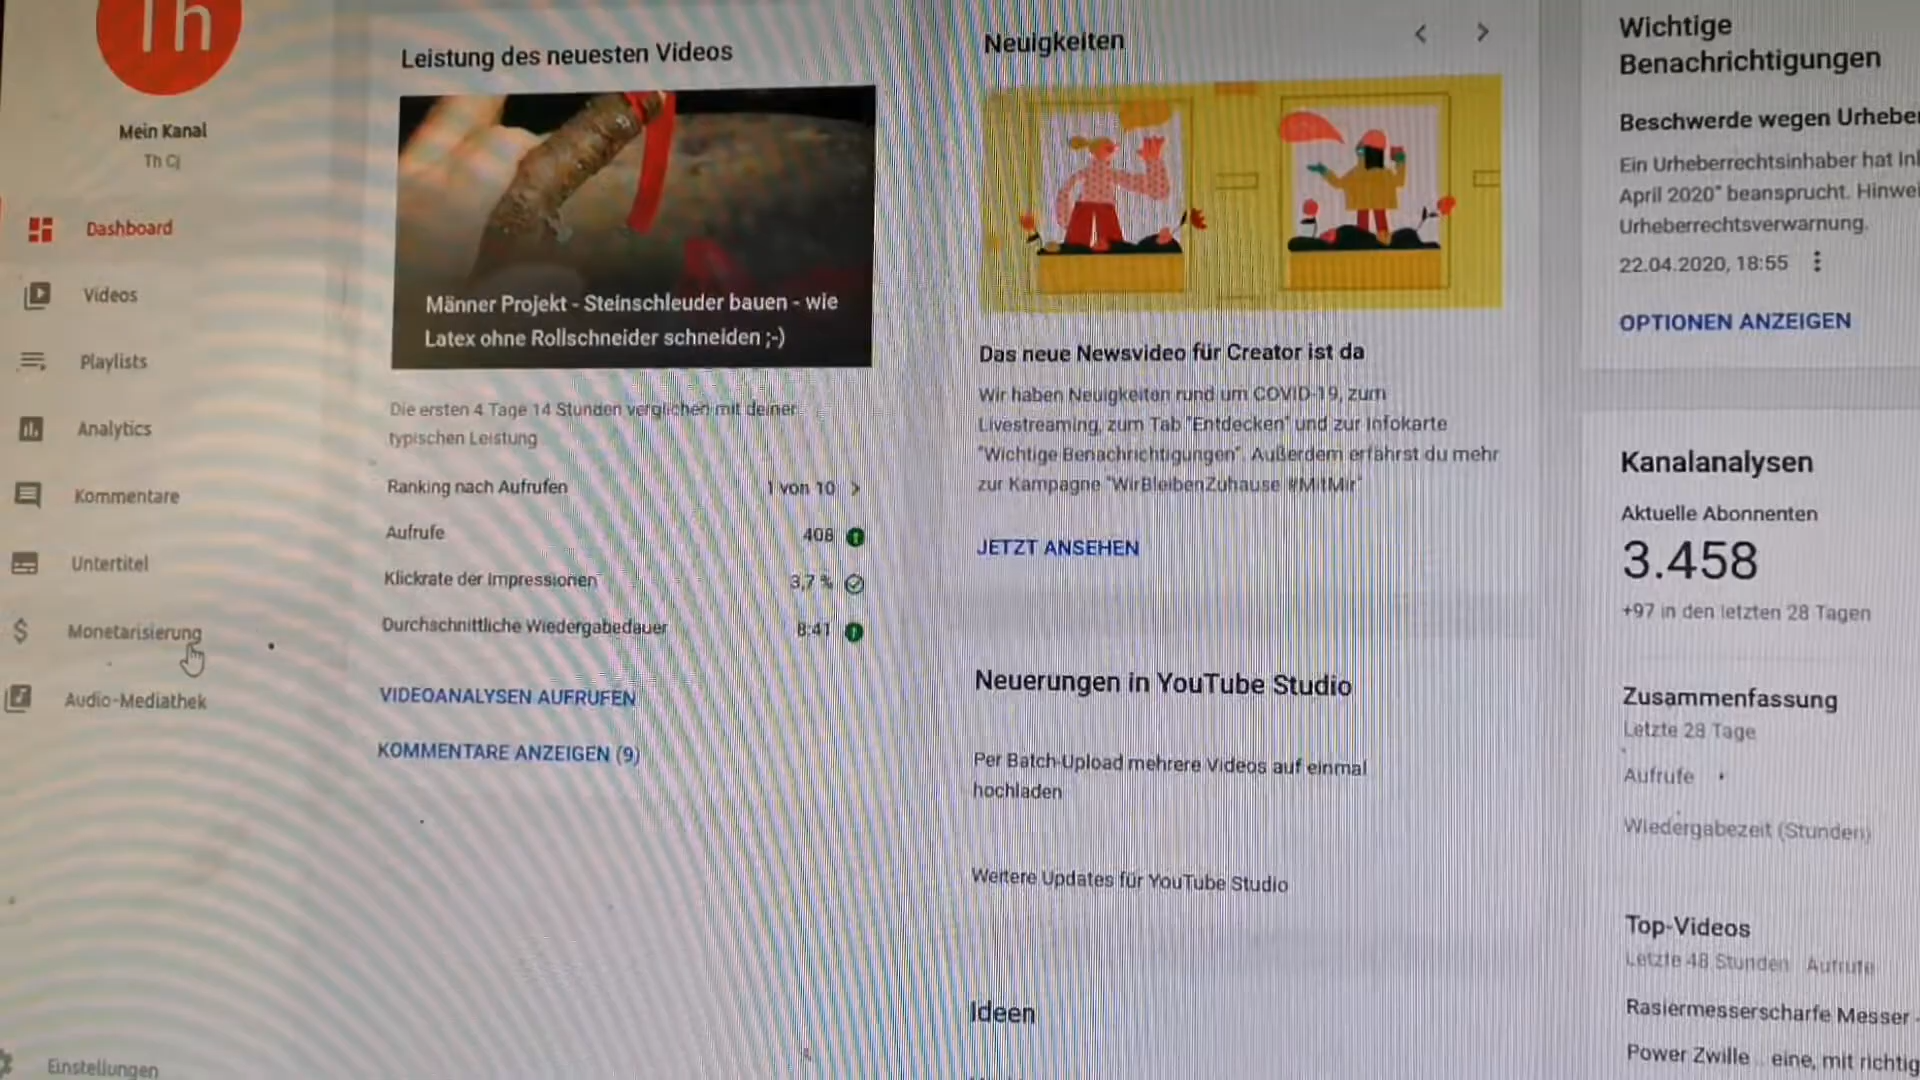 Th
Mein Kanal
Th Cj
Dashboard
Videos
Playlists
Analytics
Kommentare
Untertitel
Monetarisierung
Audio-Mediathek
Einstellungen
Leistung des neuesten Videos
Männer Projekt - Steinschleuder bauen - wie
Latex ohne Rollschneider schneiden ;-)
Die ersten 4 Tage 14 Stunden verglichen mit deiner
typischen Leistung
Ranking nach Aufrufen 1 von 10
Aufrufe 408
Klickrate der Impressionen 3,7 %
Durchschnittliche Wiedergabedauer 8:41
VIDEOANALYSEN AUFRUFEN
KOMMENTARE ANZEIGEN (9)
Neuigkeiten
Das neue Newsvideo für Creator ist da
Wir haben Neuigkeiten rund um COVID-19, zum
Livestreaming, zum Tab "Entdecken" und zur Infokarte
"Wichtige Benachrichtigungen". Außerdem erfährst du mehr
zur Kampagne "WirBleibenZuhause #MitMir"
JETZT ANSEHEN
Neuerungen in YouTube Studio
Per Batch-Upload mehrere Videos auf einmal
hochladen
Weitere Updates für YouTube Studio
Ideen
Wichtige
Benachrichtigungen
Beschwerde wegen Urheber
Ein Urheberrechtsinhaber hat Inh
April 2020" beansprucht. Hinwei
Urheberrechtsverwarnung.
22.04.2020, 18:55
OPTIONEN ANZEIGEN
Kanalanalysen
Aktuelle Abonnenten
3.458
+97 in den letzten 28 Tagen
Zusammenfassung
Letzte 28 Tage
Aufrufe
Wiedergabezeit (Stunden)
Top-Videos
Letzte 48 Stunden · Aufrufe
Rasiermesserscharfe Messer -
Power Zwille .. eine, mit richtig